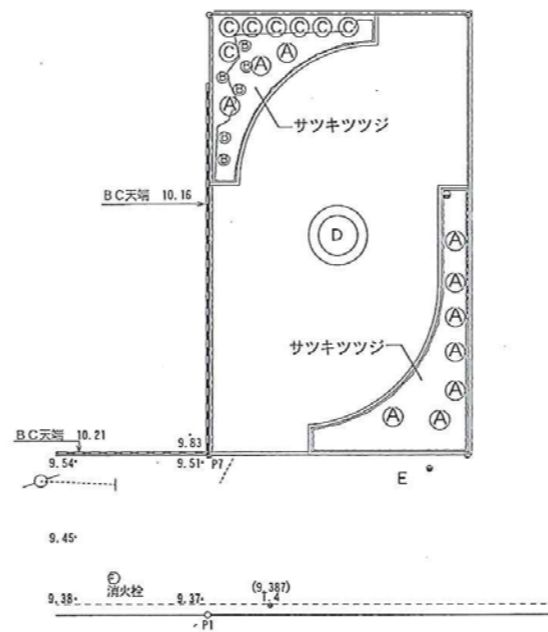 C C C C C C
C B A
B A
B B
A
サツキツツジ
B
B
BC天端 10.16
D
A
A
サツキツツジ
A
A
A
A A
BC天端 10.21
9.83
9.54 9.51 P7
E
9.45
消火栓
(9.387)
9.38 9.37 T.4
P1